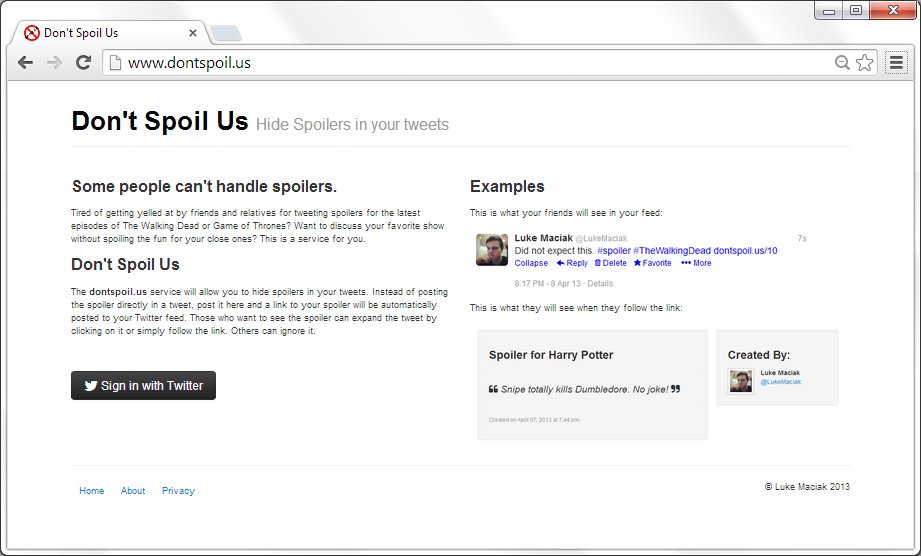 Don't Spoil Us
www.dontspoil.us
Don't Spoil Us Hide Spoilers in your tweets
Some people can't handle spoilers.
Tired of getting yelled at by friends and relatives for tweeting spoilers for the latest
episodes of The Walking Dead or Game of Thrones? Want to discuss your favorite show
without spoiling the fun for your close ones? This is a service for you.
Don't Spoil Us
The dontspoil.us service will allow you to hide spoilers in your tweets. Instead of posting
the spoiler directly in a tweet, post it here and a link to your spoiler will be automatically
posted to your Twitter feed. Those who want to see the spoiler can expand the tweet by
clicking on it or simply follow the link. Others can ignore it.
Sign in with Twitter
Examples
This is what your friends will see in your feed:
Luke Maciak @LukeMaciak 7s
Did not expect this. #spoiler #TheWalkingDead dontspoil.us/10
Collapse Reply Delete Favorite ••• More
8:17 PM - 8 Apr 13 · Details
This is what they will see when they follow the link:
Spoiler for Harry Potter
❝ Snipe totally kills Dumbledore. No joke! ❞
Created on April 07, 2013 at 7:44 pm.
Created By:
Luke Maciak
@LukeMaciak
Home About Privacy
© Luke Maciak 2013